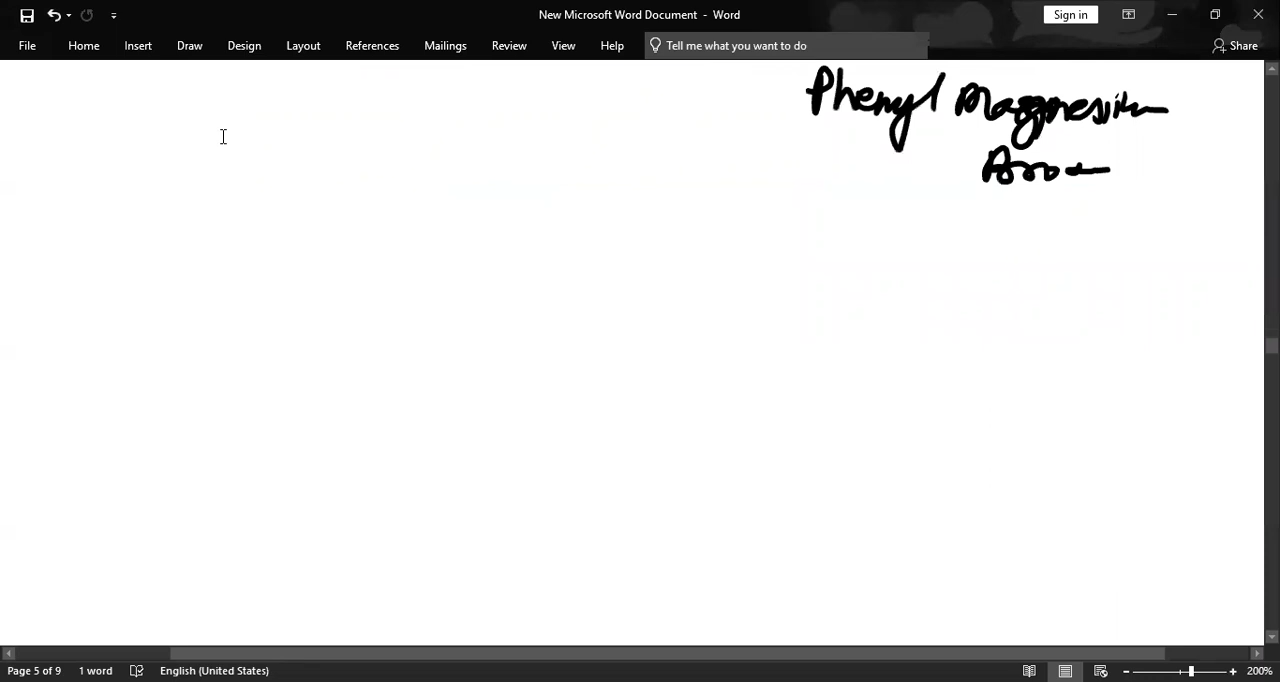 New Microsoft Word Document - Word
Sign in
File Home Insert Draw Design Layout References Mailings Review View Help Tell me what you want to do Share
Phenyl Magnesium
Page 5 of 9 1 word English (United States) 200%